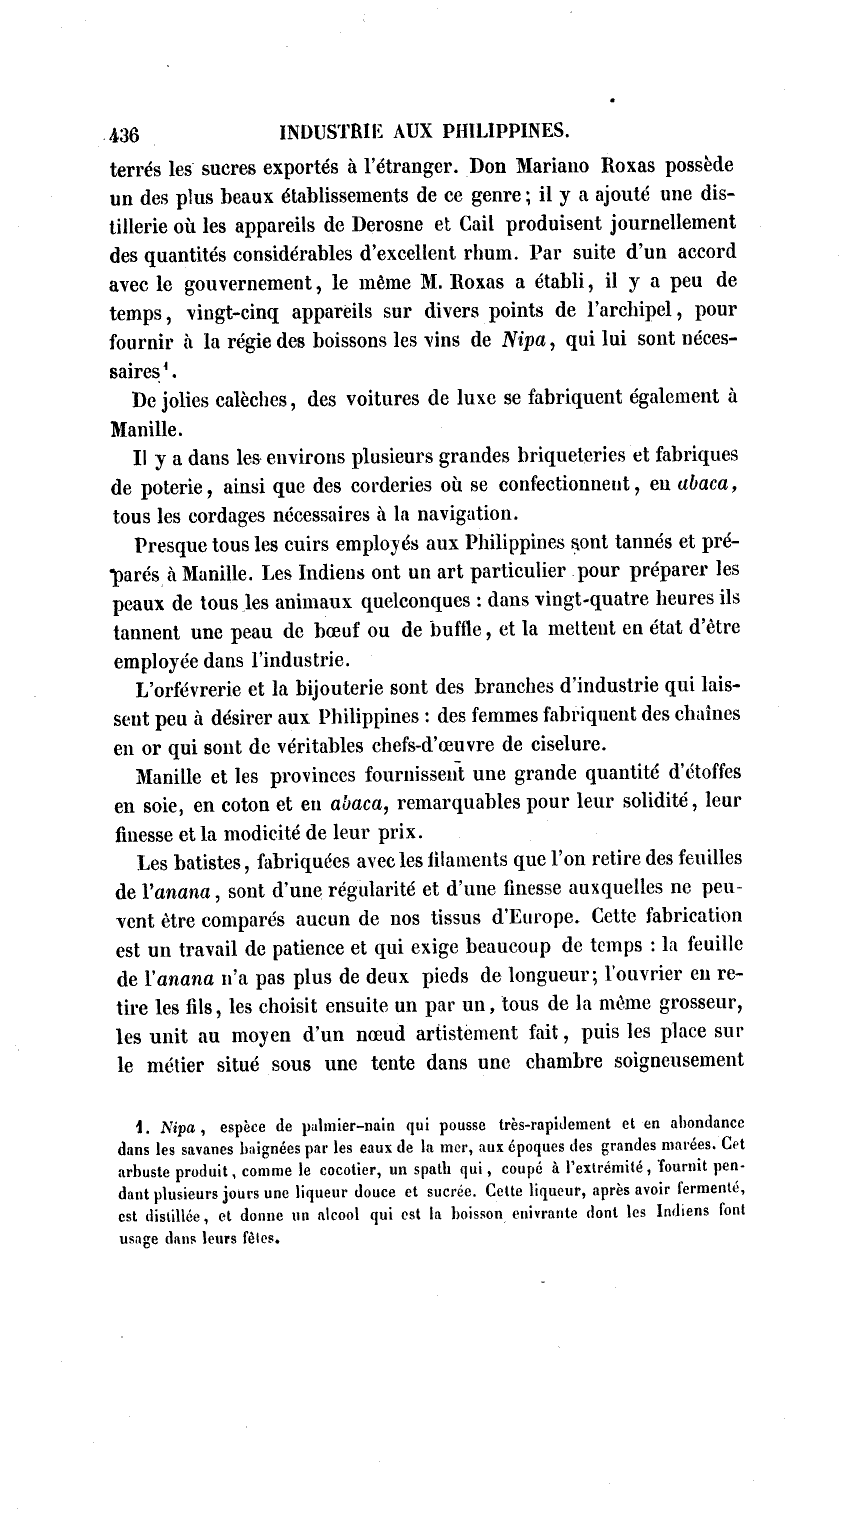 436 INDUSTRIE AUX PHILIPPINES.
terrés les sucres exportés à l'étranger. Don Mariano Roxas possède
un des plus beaux établissements de ce genre; il y a ajouté une dis-
tillerie où les appareils de Derosne et Cail produisent journellement
des quantités considérables d'excellent rhum. Par suite d'un accord
avec le gouvernement, le même M. Roxas a établi, il y a peu de
temps, vingt-cinq appareils sur divers points de l'archipel, pour
fournir à la régie des boissons les vins de Nipa, qui lui sont néces-
saires¹.
De jolies calèches, des voitures de luxe se fabriquent également à
Manille.
Il y a dans les environs plusieurs grandes briqueteries et fabriques
de poterie, ainsi que des corderies où se confectionnent, en abaca,
tous les cordages nécessaires à la navigation.
Presque tous les cuirs employés aux Philippines sont tannés et pré-
parés à Manille. Les Indiens ont un art particulier pour préparer les
peaux de tous les animaux quelconques : dans vingt-quatre heures ils
tannent une peau de bœuf ou de buffle, et la mettent en état d'être
employée dans l'industrie.
L'orfévrerie et la bijouterie sont des branches d'industrie qui lais-
sent peu à désirer aux Philippines : des femmes fabriquent des chaînes
en or qui sont de véritables chefs-d'œuvre de ciselure.
Manille et les provinces fournissent une grande quantité d'étoffes
en soie, en coton et en abaca, remarquables pour leur solidité, leur
finesse et la modicité de leur prix.
Les batistes, fabriquées avec les filaments que l'on retire des feuilles
de l'anana, sont d'une régularité et d'une finesse auxquelles ne peu-
vent être comparés aucun de nos tissus d'Europe. Cette fabrication
est un travail de patience et qui exige beaucoup de temps : la feuille
de l'anana n'a pas plus de deux pieds de longueur; l'ouvrier en re-
tire les fils, les choisit ensuite un par un, tous de la même grosseur,
les unit au moyen d'un nœud artistement fait, puis les place sur
le métier situé sous une tente dans une chambre soigneusement
1. Nipa, espèce de palmier-nain qui pousse très-rapidement et en abondance
dans les savanes baignées par les eaux de la mer, aux époques des grandes marées. Cet
arbuste produit, comme le cocotier, un spath qui, coupé à l'extrémité, fournit pen-
dant plusieurs jours une liqueur douce et sucrée. Cette liqueur, après avoir fermenté,
est distillée, et donne un alcool qui est la boisson enivrante dont les Indiens font
usage dans leurs fêtes.